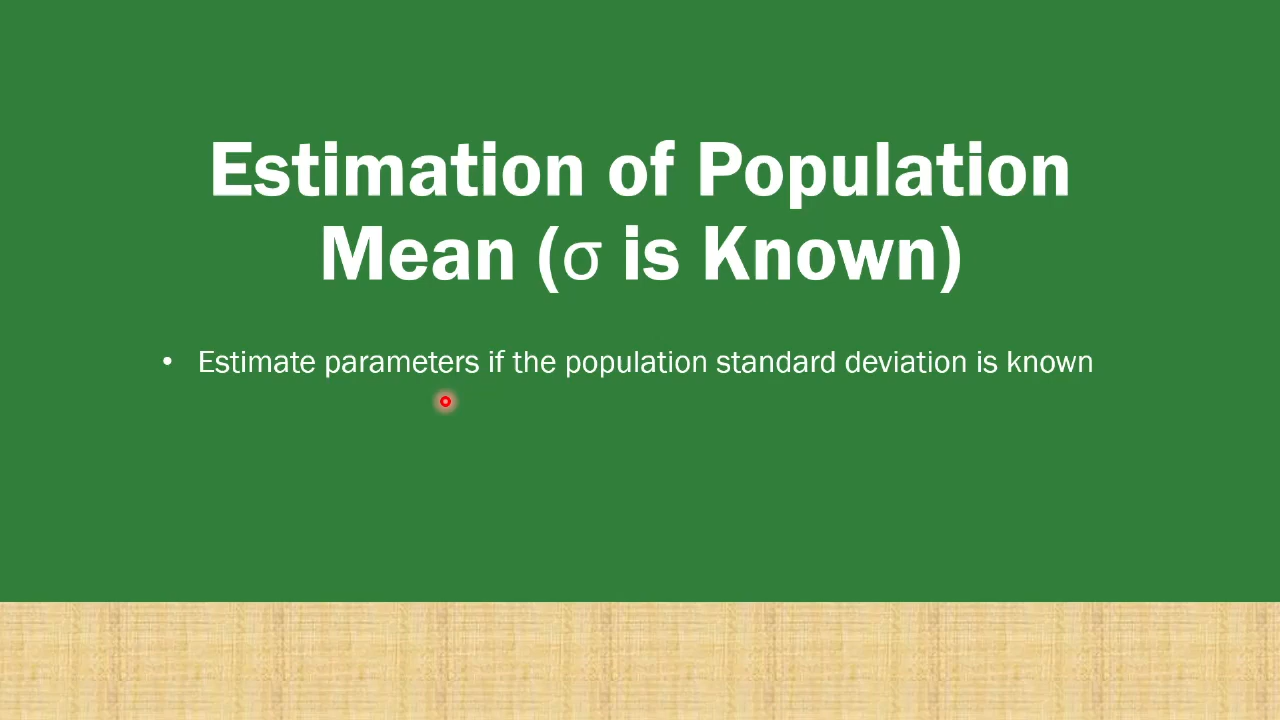 Estimation of Population
Mean (σ is Known)
• Estimate parameters if the population standard deviation is known